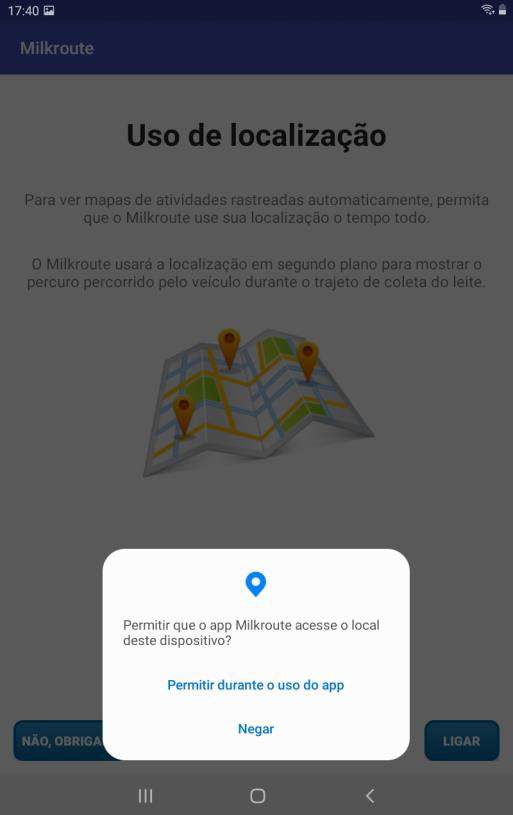 17:40
Milkroute
Uso de localização
Para ver mapas de atividades rastreadas automaticamente, permita
que o Milkroute use sua localização o tempo todo.
O Milkroute usará a localização em segundo plano para mostrar o
percuro percorrido pelo veículo durante o trajeto de coleta do leite.
Permitir que o app Milkroute acesse o local
deste dispositivo?
Permitir durante o uso do app
Negar
NÃO, OBRIGA
LIGAR